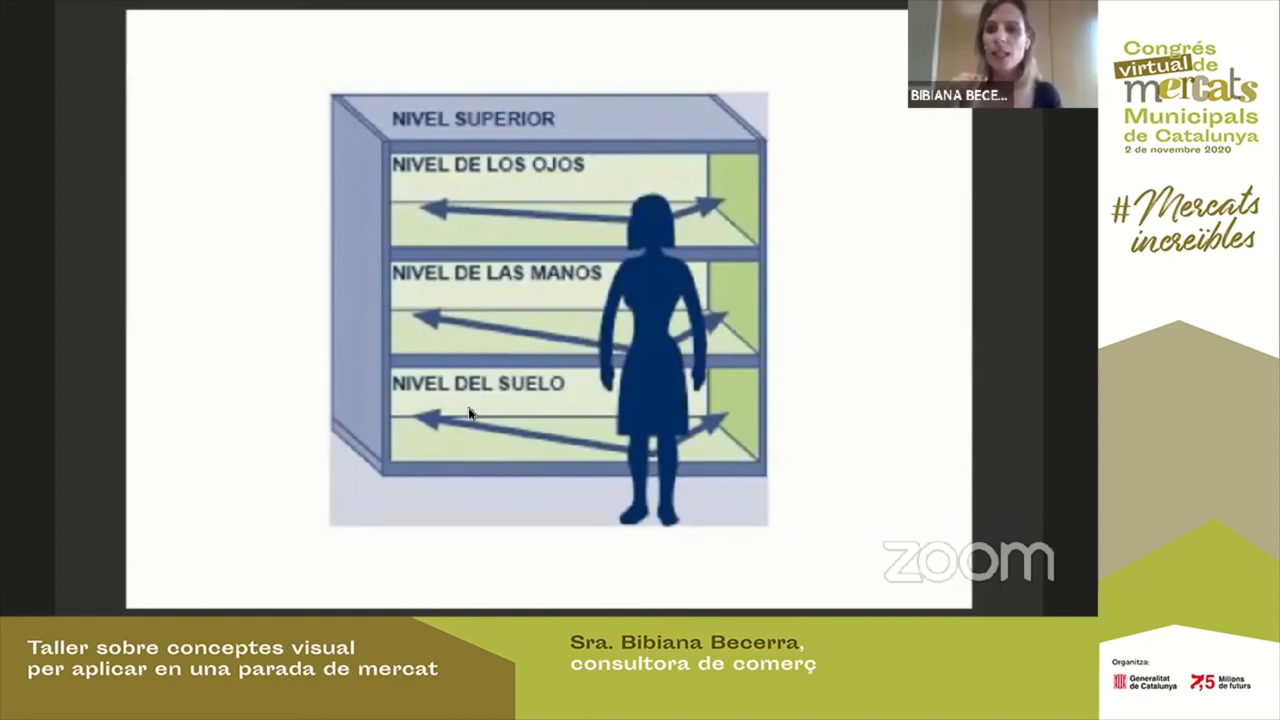 NIVEL SUPERIOR
NIVEL DE LOS OJOS
NIVEL DE LAS MANOS
NIVEL DEL SUELO
zoom
BIBIANA BECE...
Congrés
virtual de
mercats
Municipals
de Catalunya
2 de novembre 2020
#Mercats
increïbles
Taller sobre conceptes visual
per aplicar en una parada de mercat
Sra. Bibiana Becerra,
consultora de comerç
Organitza:
Generalitat
de Catalunya
7,5 Milions
de futurs